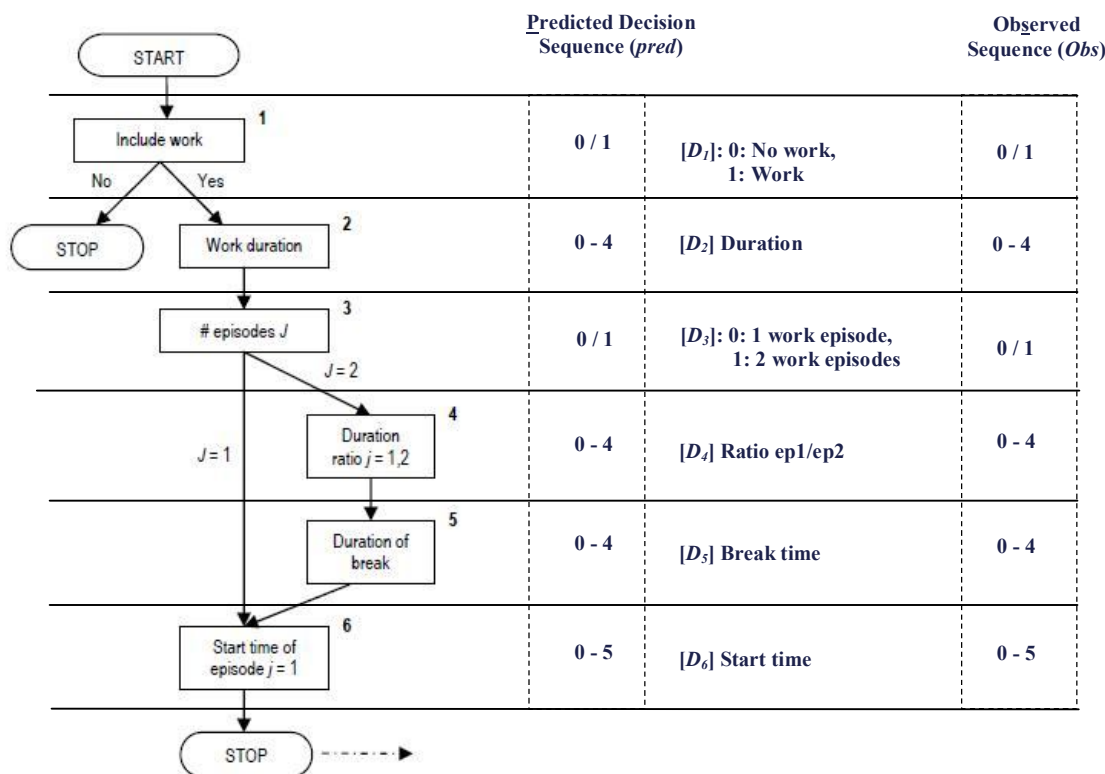 Predicted Decision
Sequence (pred)
Observed
Sequence (Obs)
START
1
Include work
No
Yes
0 / 1
[D1]: 0: No work,
1: Work
0 / 1
STOP
2
Work duration
0 - 4
[D2] Duration
0 - 4
3
# episodes J
0 / 1
[D3]: 0: 1 work episode,
1: 2 work episodes
0 / 1
J = 2
J = 1
4
Duration
ratio j = 1,2
0 - 4
[D4] Ratio ep1/ep2
0 - 4
5
Duration of
break
0 - 4
[D5] Break time
0 - 4
6
Start time of
episode j = 1
0 - 5
[D6] Start time
0 - 5
STOP